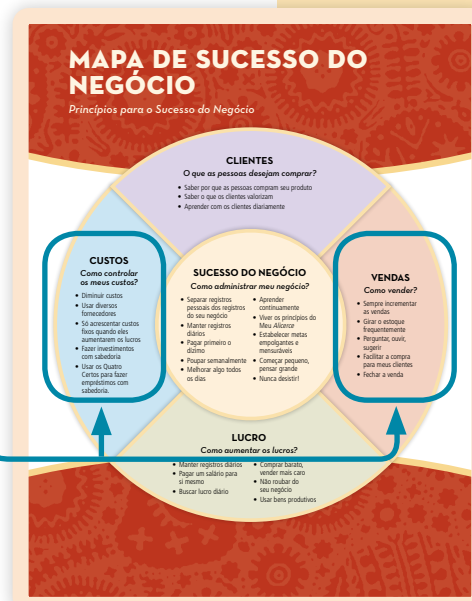 MAPA DE SUCESSO DO
NEGÓCIO
Princípios para o Sucesso do Negócio
CLIENTES
O que as pessoas desejam comprar?
• Saber por que as pessoas compram seu produto
• Saber o que os clientes valorizam
• Aprender com os clientes diariamente
CUSTOS
Como controlar
os meus custos?
• Diminuir custos
• Usar diversos
fornecedores
• Só acrescentar custos
fixos quando eles
aumentarem os lucros
• Fazer investimentos
com sabedoria
• Usar os Quatro
Certos para fazer
empréstimos com
sabedoria.
SUCESSO DO NEGÓCIO
Como administrar meu negócio?
• Separar registros
pessoais dos registros
do seu negócio
• Manter registros
diários
• Pagar primeiro o
dízimo
• Poupar semanalmente
• Melhorar algo todos
os dias
• Aprender
continuamente
• Viver os princípios do
Meu Alicerce
• Estabelecer metas
empolgantes e
mensuráveis
• Começar pequeno,
pensar grande
• Nunca desistir!
VENDAS
Como vender?
• Sempre incrementar
as vendas
• Girar o estoque
frequentemente
• Perguntar, ouvir,
sugerir
• Facilitar a compra
para meus clientes
• Fechar a venda
LUCRO
Como aumentar os lucros?
• Manter registros diários
• Pagar um salário para
si mesmo
• Buscar lucro diário
• Comprar barato,
vender mais caro
• Não roubar do
seu negócio
• Usar bens produtivos